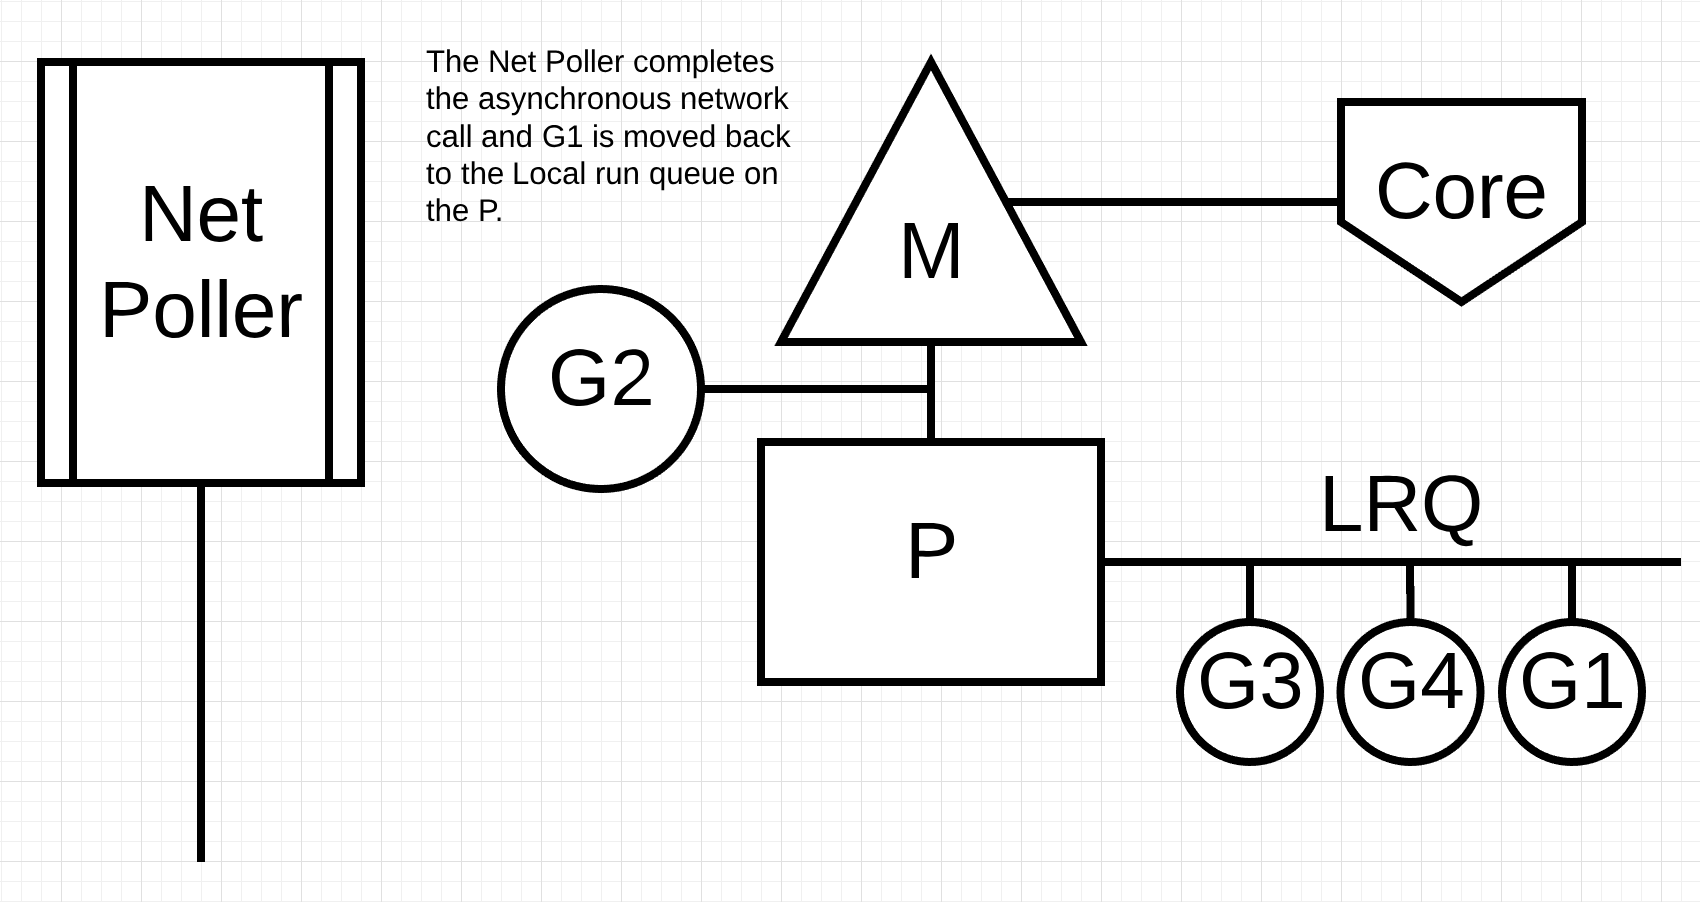 Net
Poller
The Net Poller completes
the asynchronous network
call and G1 is moved back
to the Local run queue on
the P.
M
Core
G2
P
LRQ
G3 G4 G1